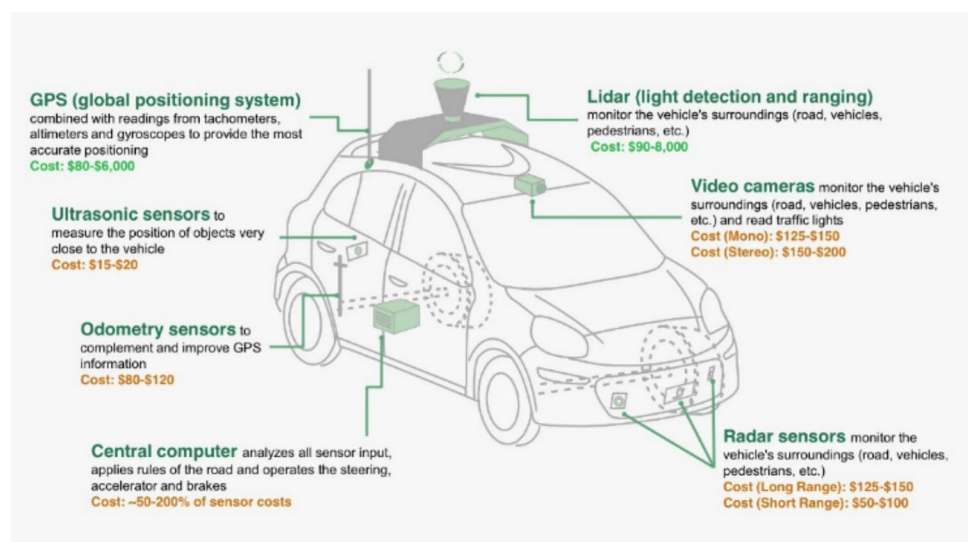 GPS (global positioning system)
combined with readings from tachometers,
altimeters and gyroscopes to provide the most
accurate positioning
Cost: $80-$6,000
Lidar (light detection and ranging)
monitor the vehicle's surroundings (road, vehicles,
pedestrians, etc.)
Cost: $90-8,000
Ultrasonic sensors to
measure the position of objects very
close to the vehicle
Cost: $15-$20
Video cameras monitor the vehicle's
surroundings (road, vehicles, pedestrians,
etc.) and read traffic lights
Cost (Mono): $125-$150
Cost (Stereo): $150-$200
Odometry sensors to
complement and improve GPS
information
Cost: $80-$120
Central computer analyzes all sensor input,
applies rules of the road and operates the steering,
accelerator and brakes
Cost: ~50-200% of sensor costs
Radar sensors monitor the
vehicle's surroundings (road, vehicles,
pedestrians, etc.)
Cost (Long Range): $125-$150
Cost (Short Range): $50-$100